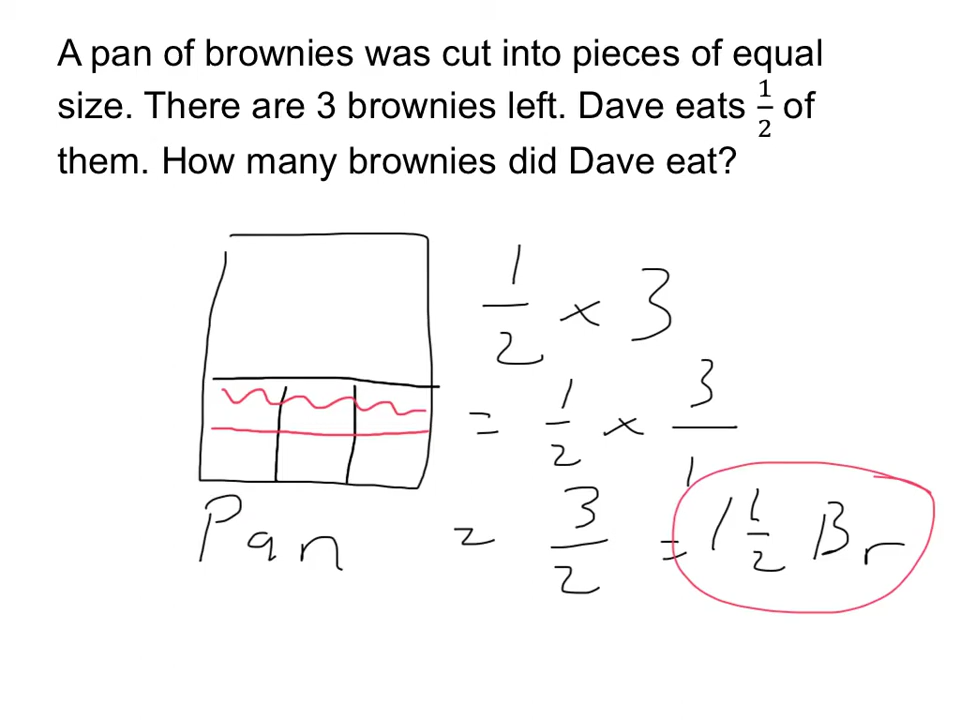 A pan of brownies was cut into pieces of equal
size. There are 3 brownies left. Dave eats 1/2 of
them. How many brownies did Dave eat?
1/2 × 3
= 1/2 × 3/1
Pan
= 3/2 = 1 1/2 Br